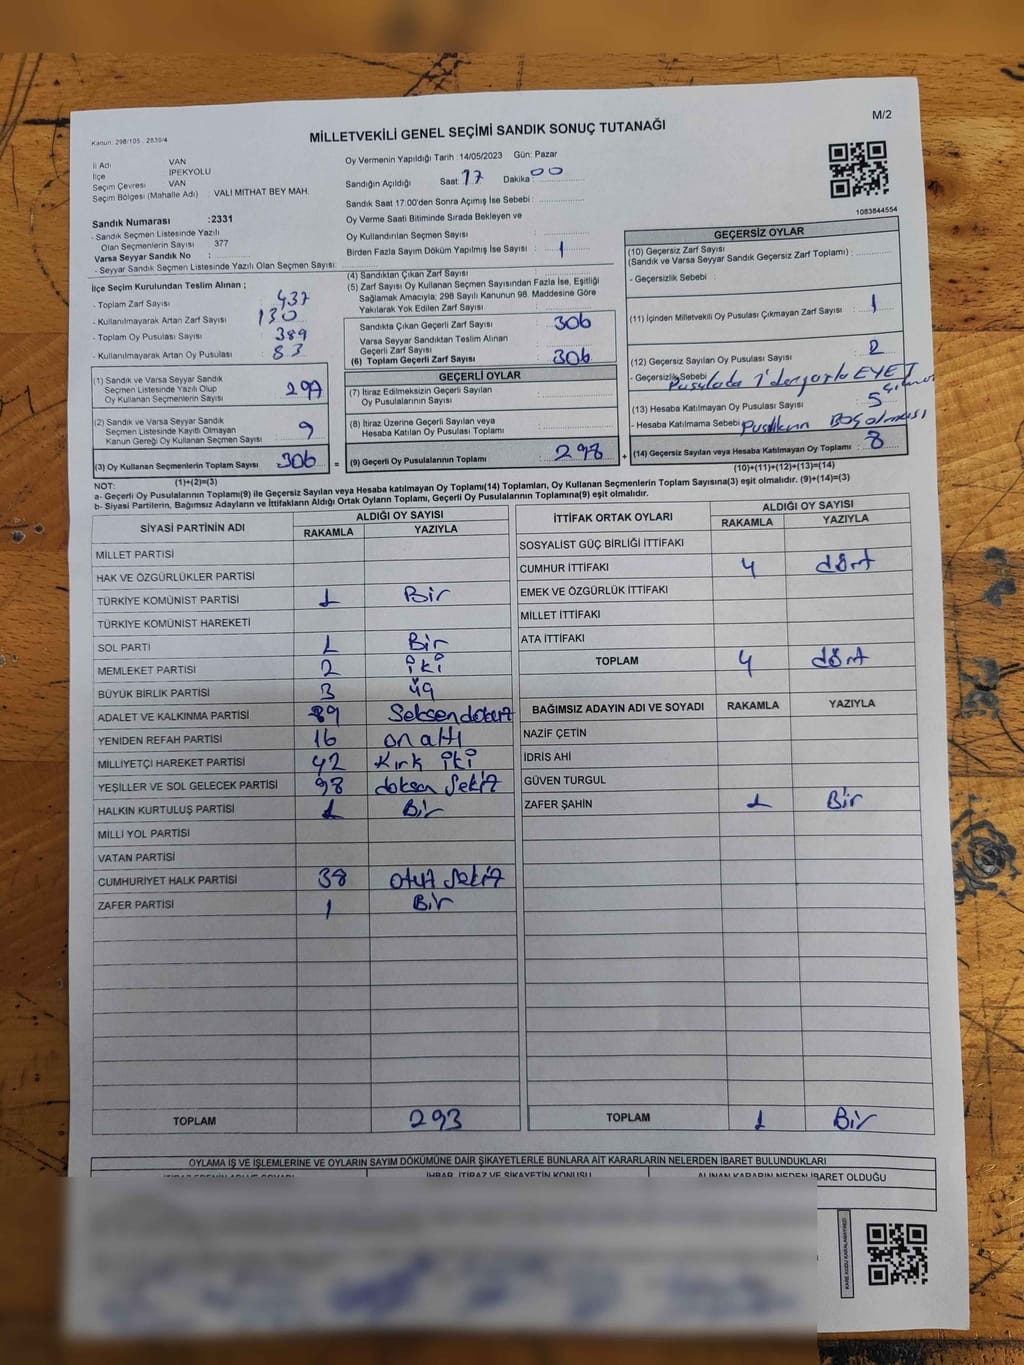 M/2
Kanun: 298/105 . 2839/4
MİLLETVEKİLİ GENEL SEÇİMİ SANDIK SONUÇ TUTANAĞI
İl Adı VAN
İlçe İPEKYOLU
Seçim Çevresi VAN
Seçim Bölgesi (Mahalle Adı) VALİ MİTHAT BEY MAH.
Sandık Numarası :2331
- Sandık Seçmen Listesinde Yazılı
Olan Seçmenlerin Sayısı : 377
Varsa Seyyar Sandık No :
- Seyyar Sandık Seçmen Listesinde Yazılı Olan Seçmen Sayısı:
İlçe Seçim Kurulundan Teslim Alınan ;
- Toplam Zarf Sayısı : 437
- Kullanılmayarak Artan Zarf Sayısı : 130
- Toplam Oy Pusulası Sayısı : 389
- Kullanılmayarak Artan Oy Pusulası : 83
Oy Vermenin Yapıldığı Tarih :14/05/2023 Gün: Pazar
Sandığın Açıldığı Saat: 17 Dakika: 00
Sandık Saat 17:00'den Sonra Açımış İse Sebebi :
Oy Verme Saati Bitiminde Sırada Bekleyen ve
Oy Kullandırılan Seçmen Sayısı :
Birden Fazla Sayım Döküm Yapılmış İse Sayısı : 1
(4) Sandıktan Çıkan Zarf Sayısı :
(5) Zarf Sayısı Oy Kullanan Seçmen Sayısından Fazla İse, Eşitliği
Sağlamak Amacıyla; 298 Sayılı Kanunun 98. Maddesine Göre
Yakılarak Yok Edilen Zarf Sayısı :
Sandıkta Çıkan Geçerli Zarf Sayısı : 306
Varsa Seyyar Sandıktan Teslim Alınan
Geçerli Zarf Sayısı :
(6) Toplam Geçerli Zarf Sayısı : 306
1083844554
GEÇERSİZ OYLAR
(10) Geçersiz Zarf Sayısı
(Sandık ve Varsa Seyyar Sandık Geçersiz Zarf Toplamı) :
- Geçersizlik Sebebi :
(11) İçinden Milletvekili Oy Pusulası Çıkmayan Zarf Sayısı : 1
(12) Geçersiz Sayılan Oy Pusulası Sayısı : 2
- Geçersizlik Sebebi EVET
(13) Hesaba Katılmayan Oy Pusulası Sayısı : 5
- Hesaba Katılmama Sebebi Boş olması
(14) Geçersiz Sayılan veya Hesaba Katılmayan Oy Toplamı : 8
(10)+(11)+(12)+(13)=(14)
(1) Sandık ve Varsa Seyyar Sandık
Seçmen Listesinde Yazılı Olup
Oy Kullanan Seçmenlerin Sayısı : 297
(2) Sandık ve Varsa Seyyar Sandık
Seçmen Listesinde Kayıtlı Olmayan
Kanun Gereği Oy Kullanan Seçmen Sayısı : 9
(3) Oy Kullanan Seçmenlerin Toplam Sayısı 306 =
(1)+(2)=(3)
GEÇERLİ OYLAR
(7) İtiraz Edilmeksizin Geçerli Sayılan
Oy Pusulalarının Sayısı :
(8) İtiraz Üzerine Geçerli Sayılan veya
Hesaba Katılan Oy Pusulası Toplamı :
(9) Geçerli Oy Pusulalarının Toplamı : 298 +
NOT:
a- Geçerli Oy Pusulalarının Toplamı(9) ile Geçersiz Sayılan veya Hesaba katılmayan Oy Toplamı(14) Toplamları, Oy Kullanan Seçmenlerin Toplam Sayısına(3) eşit olmalıdır. (9)+(14)=(3)
b- Siyasi Partilerin, Bağımsız Adayların ve İttifakların Aldığı Ortak Oyların Toplamı, Geçerli Oy Pusulalarının Toplamına(9) eşit olmalıdır.
SİYASİ PARTİNİN ADI ALDIĞI OY SAYISI
RAKAMLA YAZIYLA
MİLLET PARTİSİ
HAK VE ÖZGÜRLÜKLER PARTİSİ
TÜRKİYE KOMÜNİST PARTİSİ 1 Bir
TÜRKİYE KOMÜNİST HAREKETİ
SOL PARTİ 1 Bir
MEMLEKET PARTİSİ 2 iki
BÜYÜK BİRLİK PARTİSİ 3 üç
ADALET VE KALKINMA PARTİSİ 89 Seksendokuz
YENİDEN REFAH PARTİSİ 16 on altı
MİLLİYETÇİ HAREKET PARTİSİ 42 Kırk iki
YEŞİLLER VE SOL GELECEK PARTİSİ 98 doksan Sekiz
HALKIN KURTULUŞ PARTİSİ 1 Bir
MİLLİ YOL PARTİSİ
VATAN PARTİSİ
CUMHURİYET HALK PARTİSİ 38 otuz Sekiz
ZAFER PARTİSİ 1 Bir
TOPLAM 293
İTTİFAK ORTAK OYLARI ALDIĞI OY SAYISI
RAKAMLA YAZIYLA
SOSYALİST GÜÇ BİRLİĞİ İTTİFAKI
CUMHUR İTTİFAKI 4 dört
EMEK VE ÖZGÜRLÜK İTTİFAKI
MİLLET İTTİFAKI
ATA İTTİFAKI
TOPLAM 4 dört
BAĞIMSIZ ADAYIN ADI VE SOYADI RAKAMLA YAZIYLA
NAZİF ÇETİN
İDRİS AHİ
GÜVEN TURGUL
ZAFER ŞAHİN 1 Bir
TOPLAM 1 Bir
OYLAMA İŞ VE İŞLEMLERİNE VE OYLARIN SAYIM DÖKÜMÜNE DAİR ŞİKAYETLERLE BUNLARA AİT KARARLARIN NELERDEN İBARET BULUNDUKLARI
İHBAR, İTİRAZ VE ŞİKAYETİN KONUSU ALINAN KARARIN NEDEN İBARET OLDUĞU
KARE KODU KARALAMAYINIZ!